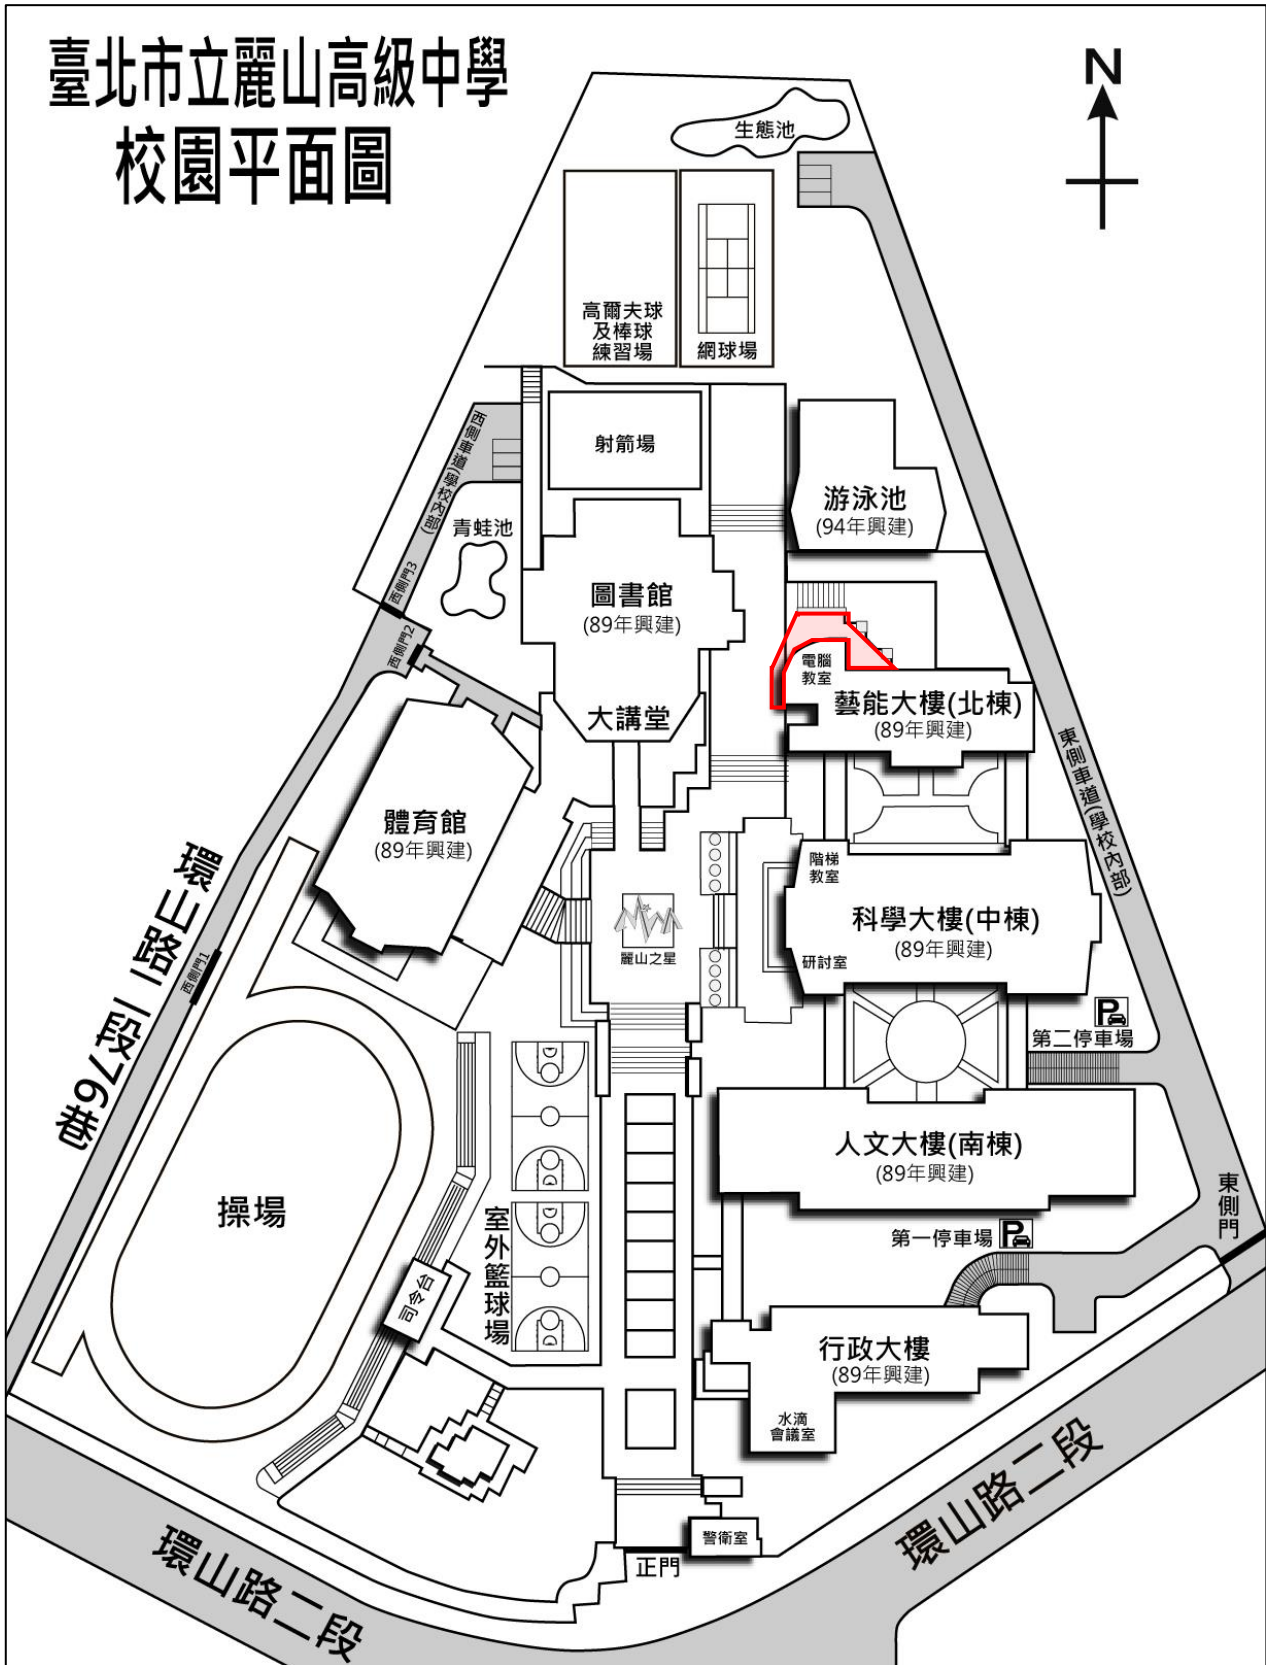 臺北市立麗山高級中學
校園平面圖
N
生態池
高爾夫球
及棒球
練習場
網球場
西側車道(學校內部)
射箭場
游泳池
(94年興建)
青蛙池
圖書館
(89年興建)
西側門3
西側門2
電腦
教室
藝能大樓(北棟)
(89年興建)
大講堂
東側車道(學校內部)
體育館
(89年興建)
環山路二段76巷
階梯
教室
科學大樓(中棟)
(89年興建)
麗山之星
研討室
西側門1
P
第二停車場
人文大樓(南棟)
(89年興建)
東側門
操場
室外籃球場
第一停車場
P
司令台
行政大樓
(89年興建)
水滴
會議室
環山路二段
警衛室
正門
環山路二段